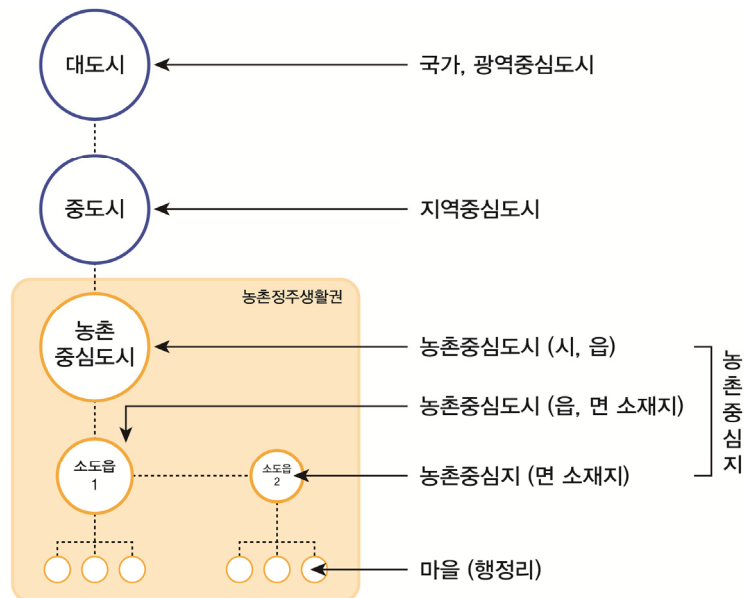 대도시
국가, 광역중심도시
중도시
지역중심도시
농촌정주생활권
농촌
중심도시
농촌중심도시 (시, 읍)
농촌중심도시 (읍, 면 소재지)
소도읍
1
소도읍
2
농촌중심지 (면 소재지)
농촌중심지
마을 (행정리)